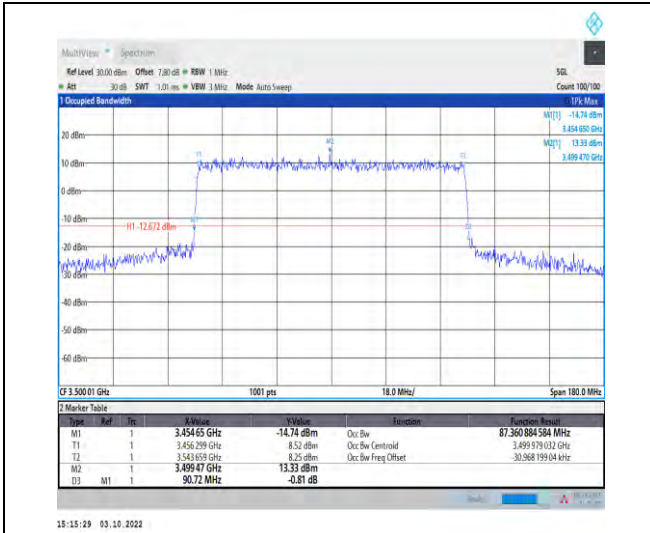 MultiView Spectrum
Ref Level 30.00 dBm Offset 7.80 dB RBW 1 MHz SGL
Att 30 dB SWT 1.01 ms VBW 3 MHz Mode Auto Sweep Count 100/100
1 Occupied Bandwidth 1Pk Max
M1[1] -14.74 dBm
3.454 650 GHz
M2[1] 13.33 dBm
3.499 470 GHz
20 dBm
M2
T1 T2
10 dBm
0 dBm
-10 dBm
M1
H1 -12.672 dBm
D3
-20 dBm
-30 dBm
-40 dBm
-50 dBm
-60 dBm
CF 3.500 01 GHz 1001 pts 18.0 MHz/ Span 180.0 MHz
2 Marker Table
Type Ref Trc X-Value Y-Value Function Function Result
M1 1 3.454 65 GHz -14.74 dBm Occ Bw 87.360 884 584 MHz
T1 1 3.456 299 GHz 8.52 dBm Occ Bw Centroid 3.499 979 032 GHz
T2 1 3.543 659 GHz 8.25 dBm Occ Bw Freq Offset -30.968 199 04 kHz
M2 1 3.499 47 GHz 13.33 dBm
D3 M1 1 90.72 MHz -0.81 dB
15:15:29 03.10.2022